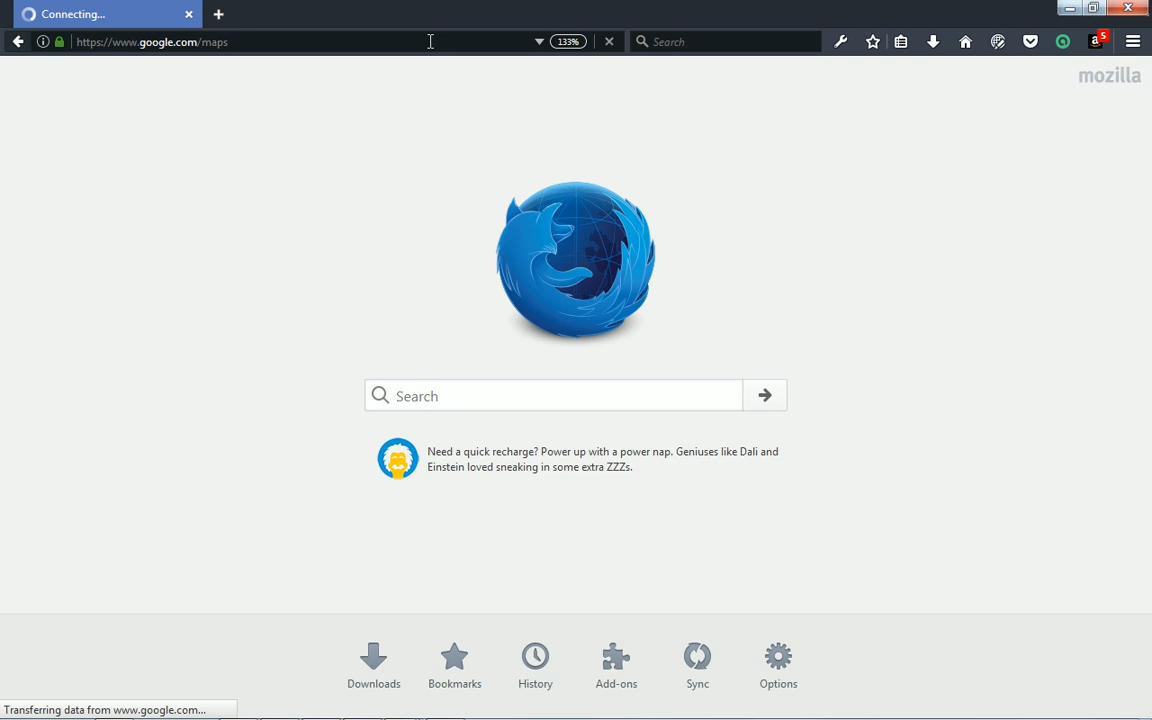 Connecting...
https://www.google.com/maps
133%
Search
5
mozilla
Search
Need a quick recharge? Power up with a power nap. Geniuses like Dali and
Einstein loved sneaking in some extra ZZZs.
Downloads
Bookmarks
History
Add-ons
Sync
Options
Transferring data from www.google.com...